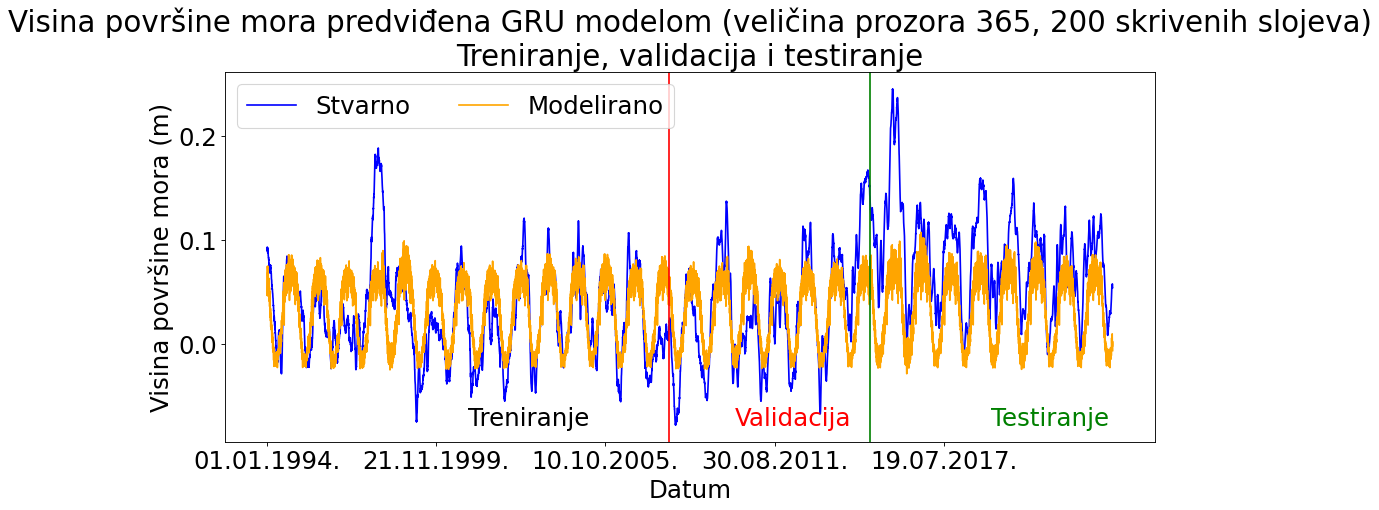 Visina površine mora predviđena GRU modelom (veličina prozora 365, 200 skrivenih slojeva)
Treniranje, validacija i testiranje
Stvarno
Modelirano
Visina površine mora (m)
0.2
0.1
0.0
Treniranje
Validacija
Testiranje
01.01.1994.
21.11.1999.
10.10.2005.
30.08.2011.
19.07.2017.
Datum